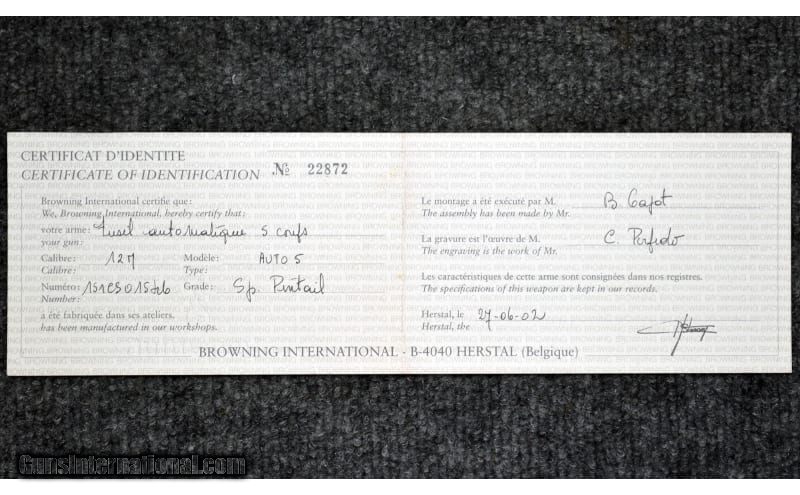 CERTIFICAT D'IDENTITE
CERTIFICATE OF IDENTIFICATION № 22872
Browning International certifie que :
We, Browning International, hereby certify that :
votre arme : Fusil automatique 5 coups
your gun :
Calibre : 12 Modèle : AUTO 5
Calibre : Type :
Numéro : Grade : Sp. Pintail
Number :
a été fabriquée dans ses ateliers.
has been manufactured in our workshops.
Le montage a été exécuté par M. B.
The assembly has been made by Mr.
La gravure est l'œuvre de M. C.
The engraving is the work of Mr.
Les caractéristiques de cette arme sont consignées dans nos registres.
The specifications of this weapon are kept in our records.
Herstal, le 27-06-02
Herstal, the
BROWNING INTERNATIONAL - B-4040 HERSTAL (Belgique)
GunsInternational.com